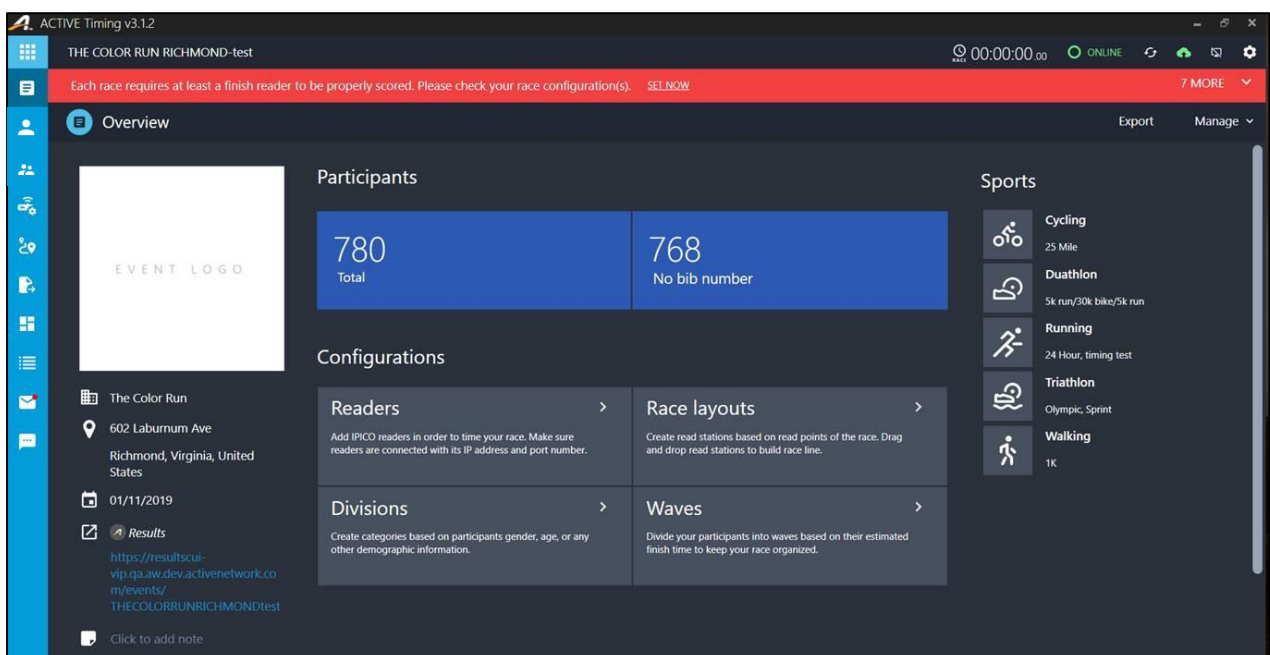 ACTIVE Timing v3.1.2
THE COLOR RUN RICHMOND-test
RACE
00:00:00.00
ONLINE
Each race requires at least a finish reader to be properly scored. Please check your race configuration(s). SET NOW
7 MORE
Overview
Export
Manage
EVENT LOGO
The Color Run
602 Laburnum Ave
Richmond, Virginia, United
States
01/11/2019
Results
https://resultscui-
vip.qa.aw.dev.activenetwork.co
m/events/
THECOLORRUNRICHMONDtest
Click to add note
Participants
780
Total
768
No bib number
Configurations
Readers
Add IPICO readers in order to time your race. Make sure
readers are connected with its IP address and port number.
Race layouts
Create read stations based on read points of the race. Drag
and drop read stations to build race line.
Divisions
Create categories based on participants gender, age, or any
other demographic information.
Waves
Divide your participants into waves based on their estimated
finish time to keep your race organized.
Sports
Cycling
25 Mile
Duathlon
5k run/30k bike/5k run
Running
24 Hour, timing test
Triathlon
Olympic, Sprint
Walking
1K